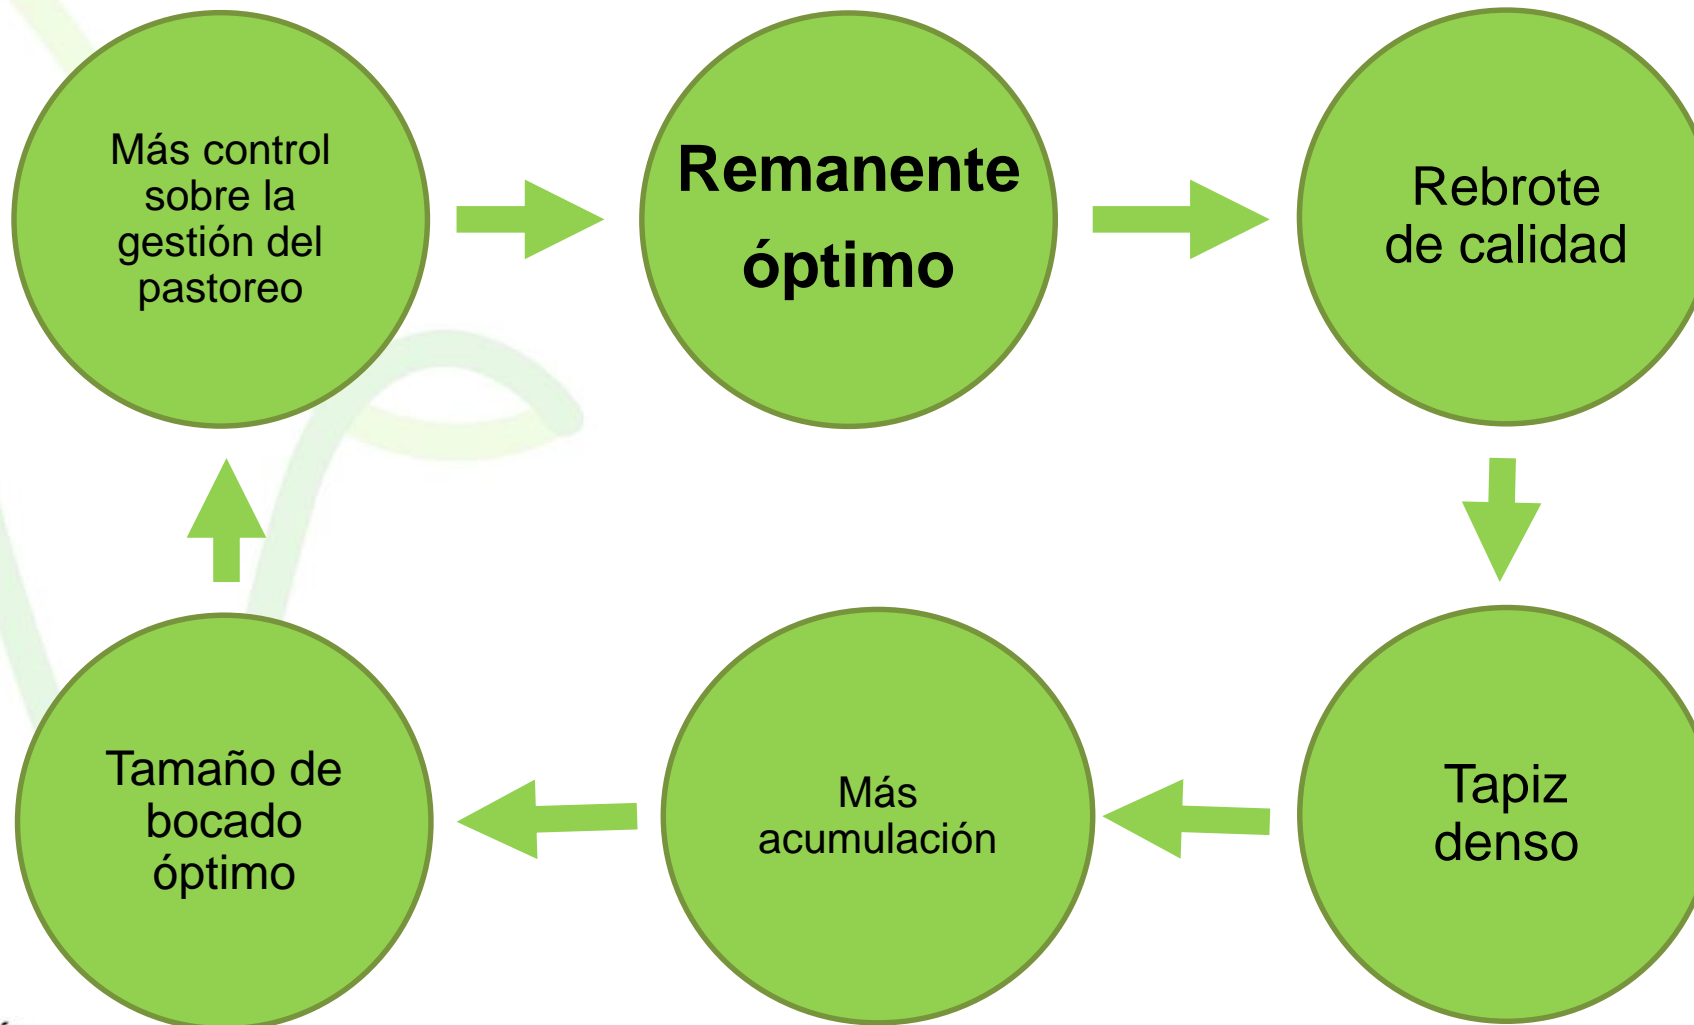 Más control
sobre la
gestión del
pastoreo
Remanente
óptimo
Rebrote
de calidad
Tamaño de
bocado
óptimo
Más
acumulación
Tapiz
denso